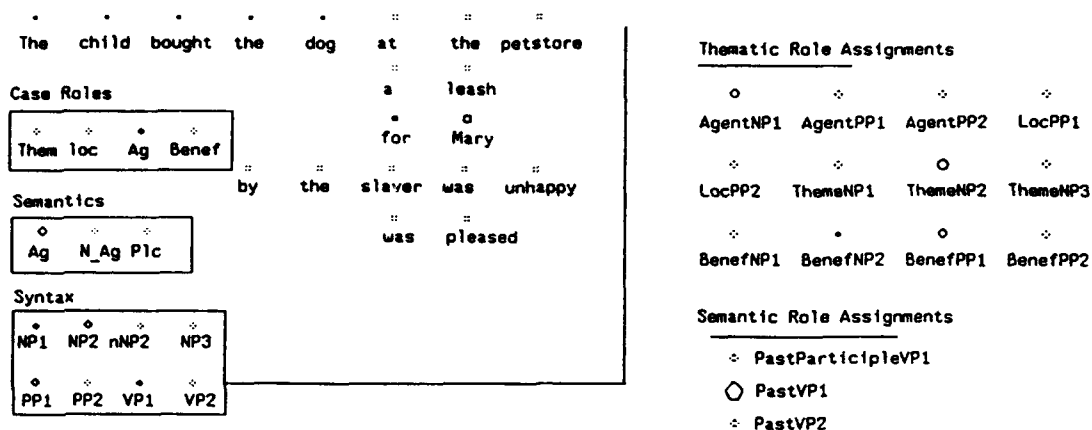 The child bought the dog at the petstore
a leash
for Mary
by the slayer was unhappy
was pleased
Case Roles
Them loc Ag Benef
Semantics
Ag N_Ag Plc
Syntax
NP1 NP2 nNP2 NP3
PP1 PP2 VP1 VP2
Thematic Role Assignments
AgentNP1 AgentPP1 AgentPP2 LocPP1
LocPP2 ThemeNP1 ThemeNP2 ThemeNP3
BenefNP1 BenefNP2 BenefPP1 BenefPP2
Semantic Role Assignments
PastParticipleVP1
PastVP1
PastVP2